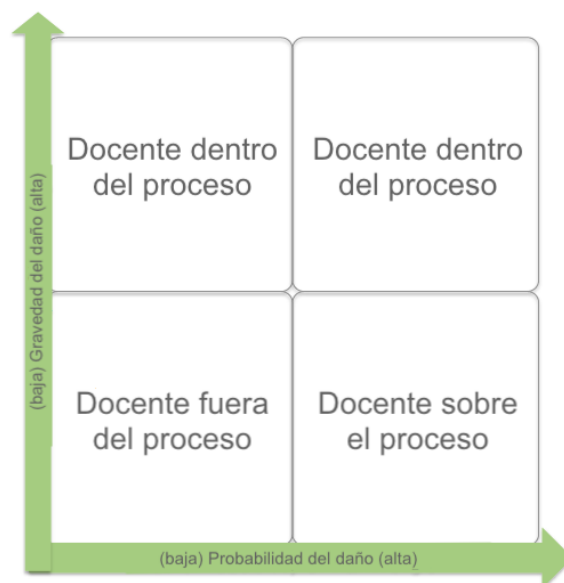 Docente dentro
del proceso
Docente dentro
del proceso
(baja) Gravedad del daño (alta)
Docente fuera
del proceso
Docente sobre
el proceso
(baja) Probabilidad del daño (alta)